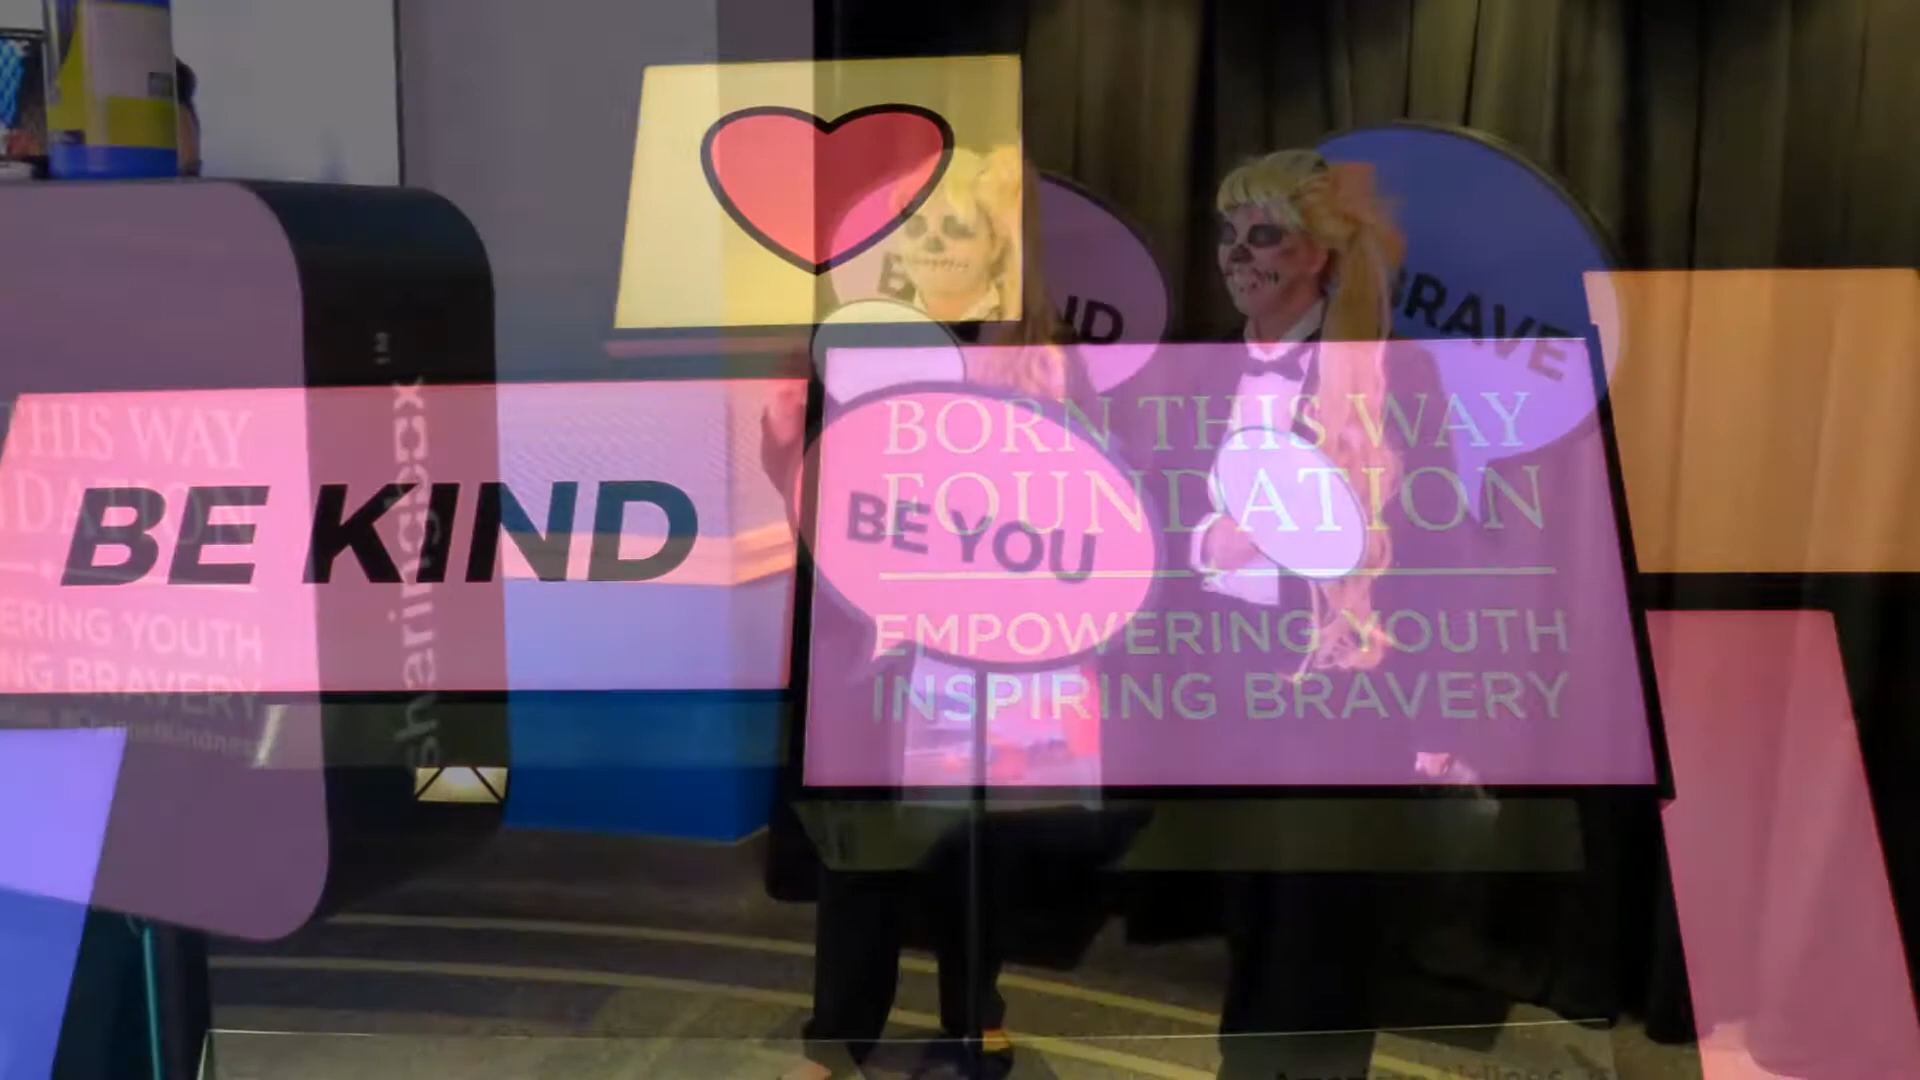 BRAVE
THIS WAY
BE KIND
ERING YOUTH
NG BRAVERY
sharingbox™
BORN THIS WAY
FOUNDATION
BE YOU
EMPOWERING YOUTH
INSPIRING BRAVERY